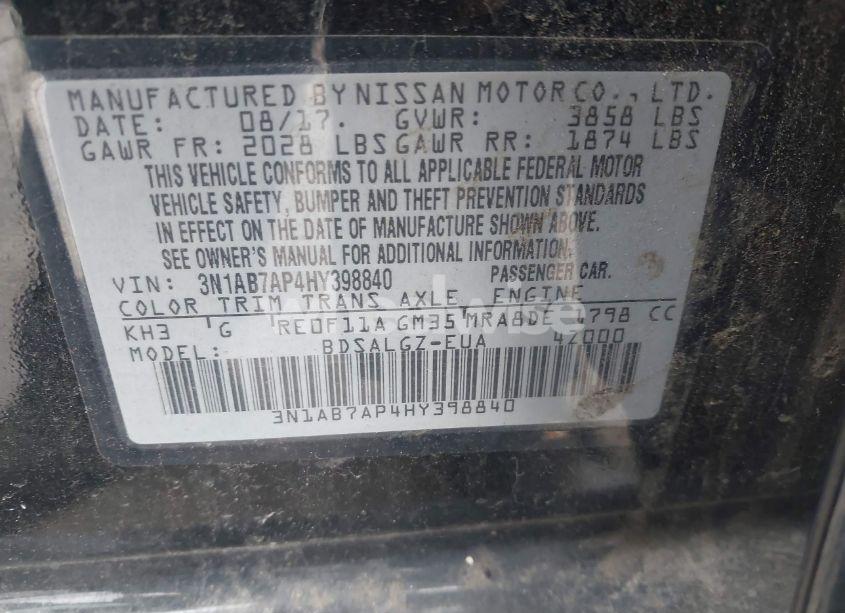 MANUFACTURED BY NISSAN MOTOR CO., LTD.
DATE: 08/17. GVWR: 3858 LBS
GAWR FR: 2028 LBS GAWR RR: 1874 LBS
THIS VEHICLE CONFORMS TO ALL APPLICABLE FEDERAL MOTOR
VEHICLE SAFETY, BUMPER AND THEFT PREVENTION STANDARDS
IN EFFECT ON THE DATE OF MANUFACTURE SHOWN ABOVE.
SEE OWNER'S MANUAL FOR ADDITIONAL INFORMATION.
VIN: 3N1AB7AP4HY398840 PASSENGER CAR.
COLOR TRIM TRANS AXLE ENGINE
KH3 G RE0F11A GM35 MRA8DE 1798 CC
MODEL: BDSALGZ-EUA 4Z000
3N1AB7AP4HY398840